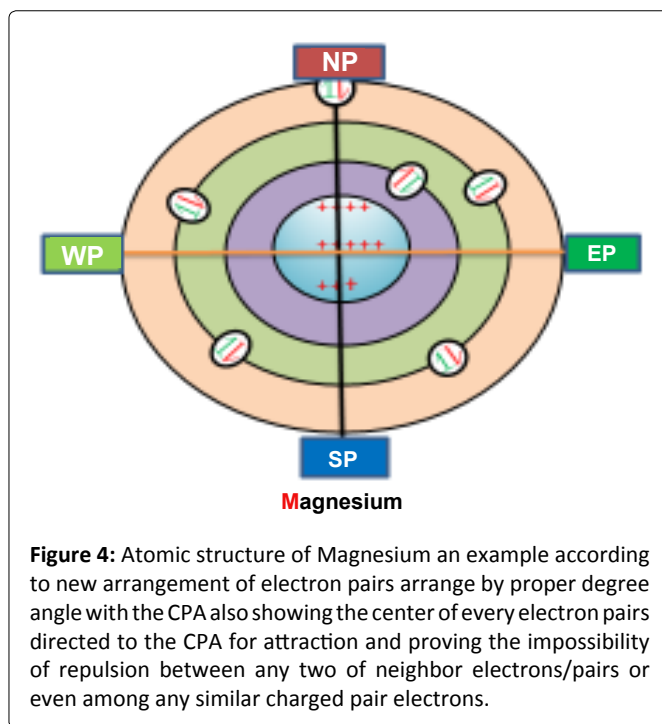 NP
WP
EP
++++
+++++
+++
SP
Magnesium
Figure 4: Atomic structure of Magnesium an example according
to new arrangement of electron pairs arrange by proper degree
angle with the CPA also showing the center of every electron pairs
directed to the CPA for attraction and proving the impossibility
of repulsion between any two of neighbor electrons/pairs or
even among any similar charged pair electrons.